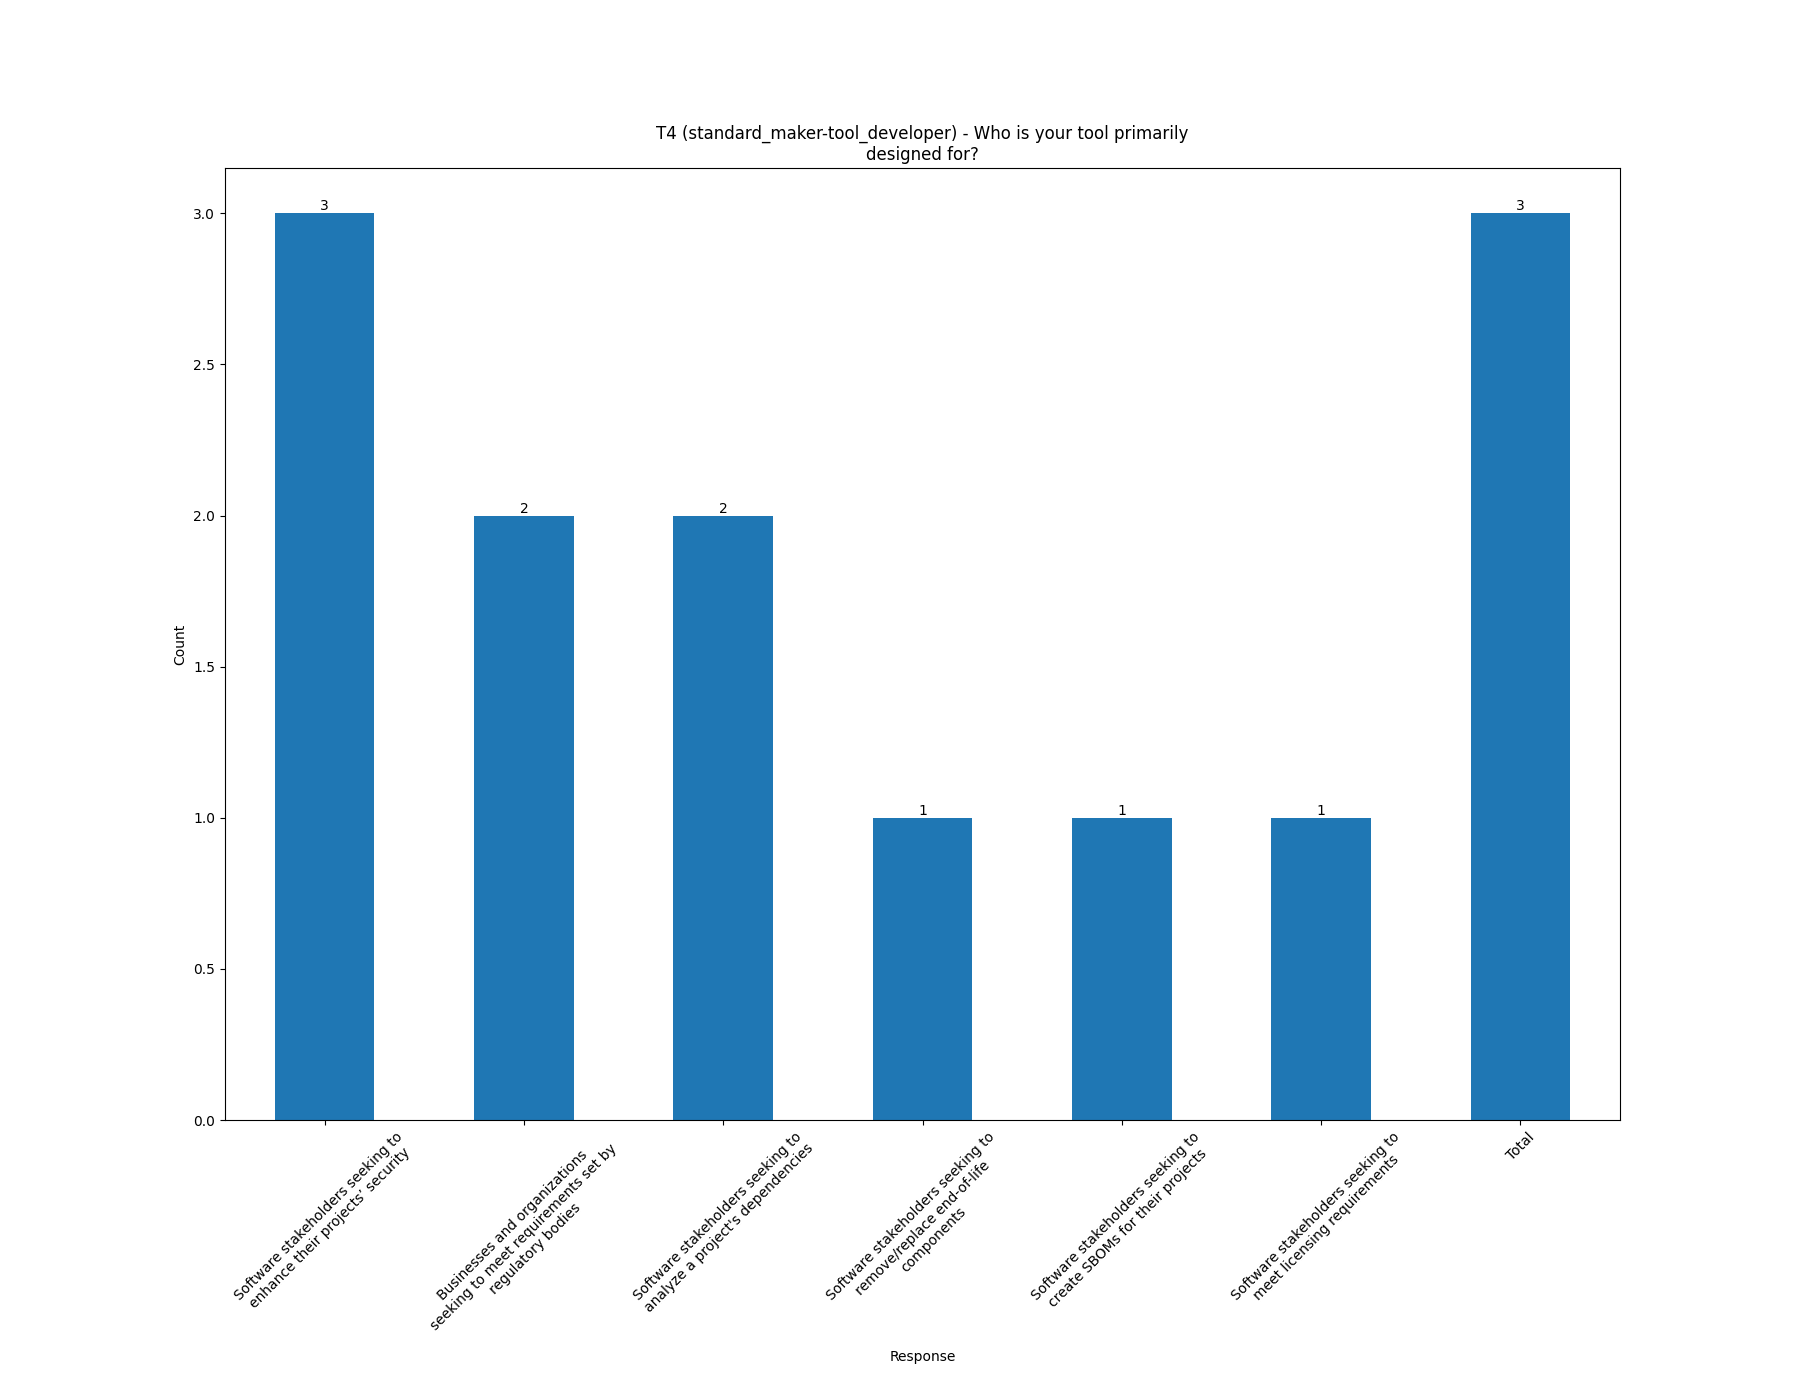 T4 (standard_maker-tool_developer) - Who is your tool primarily
designed for?
3
2
2
1
1
1
3
3.0
2.5
2.0
1.5
1.0
0.5
0.0
Count
Software stakeholders seeking to
enhance their projects' security
Businesses and organizations
seeking to meet requirements set by
regulatory bodies
Software stakeholders seeking to
analyze a project's dependencies
Software stakeholders seeking to
remove/replace end-of-life
components
Software stakeholders seeking to
create SBOMs for their projects
Software stakeholders seeking to
meet licensing requirements
Total
Response